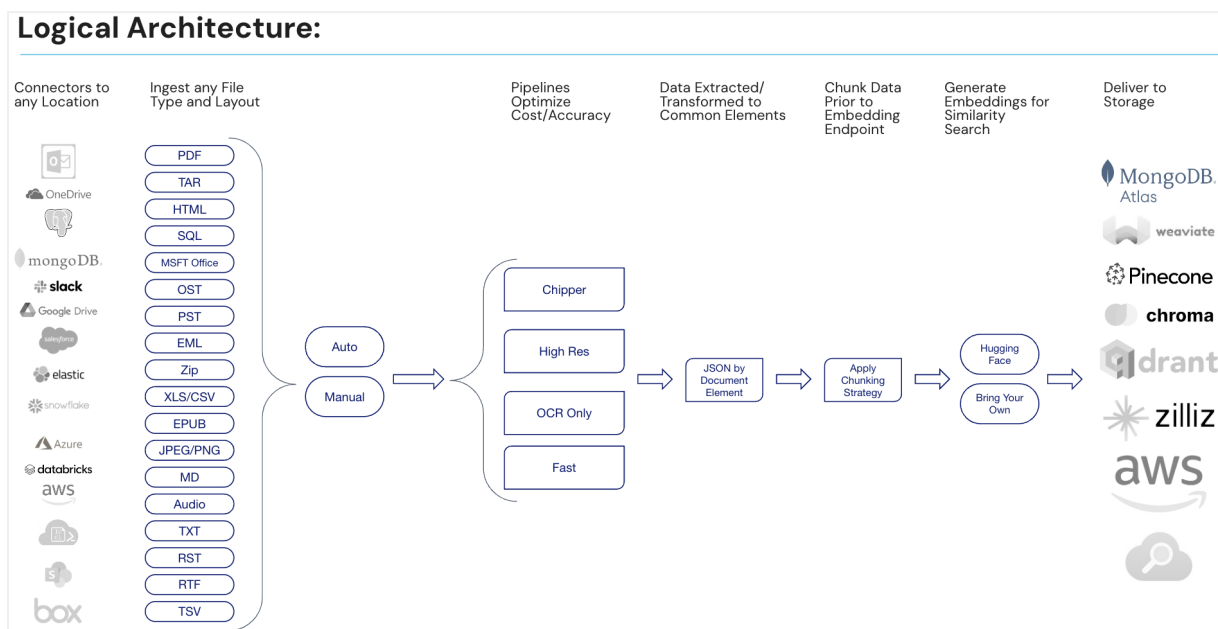 Logical Architecture:
Connectors to
any Location
Ingest any File
Type and Layout
Pipelines
Optimize
Cost/Accuracy
Data Extracted/
Transformed to
Common Elements
Chunk Data
Prior to
Embedding
Endpoint
Generate
Embeddings for
Similarity
Search
Deliver to
Storage
OneDrive
mongoDB.
slack
Google Drive
salesforce
elastic
snowflake
Azure
databricks
aws
box
PDF
TAR
HTML
SQL
MSFT Office
OST
PST
EML
Zip
XLS/CSV
EPUB
JPEG/PNG
MD
Audio
TXT
RST
RTF
TSV
Auto
Manual
Chipper
High Res
OCR Only
Fast
JSON by
Document
Element
Apply
Chunking
Strategy
Hugging
Face
Bring Your
Own
MongoDB.
Atlas
weaviate
Pinecone
chroma
qdrant
zilliz
aws